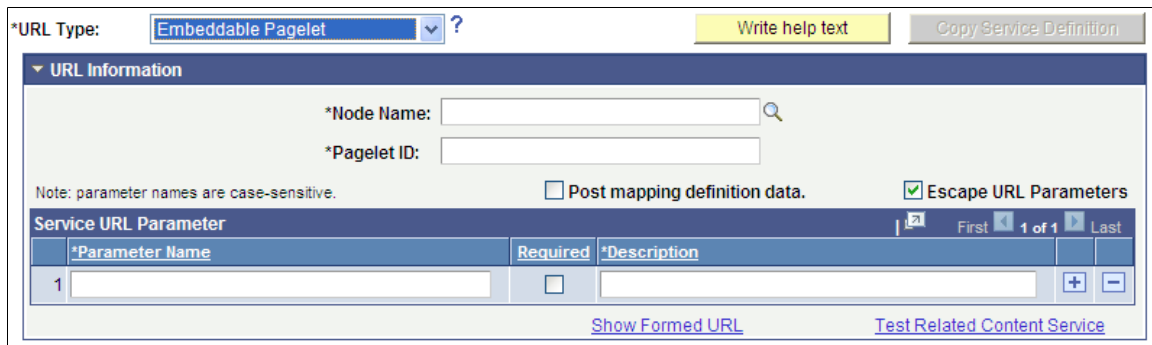 *URL Type: Embeddable Pagelet ? Write help text Copy Service Definition
URL Information
*Node Name:
*Pagelet ID:
Note: parameter names are case-sensitive. Post mapping definition data. Escape URL Parameters
Service URL Parameter | First 1 of 1 Last
*Parameter Name Required *Description
1
Show Formed URL Test Related Content Service